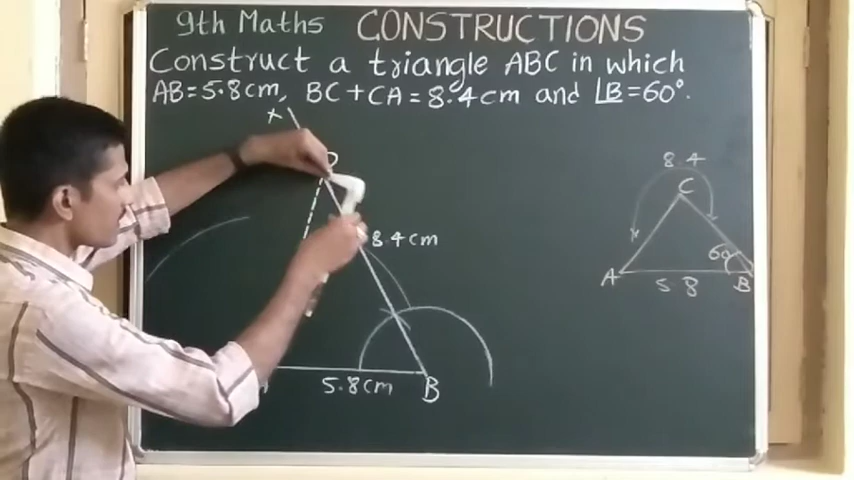 9th Maths CONSTRUCTIONS
Construct a triangle ABC in which
AB=5.8cm, BC+CA=8.4cm and ∠B=60°.
X
8.4
C
8.4cm
60
A
5.8
B
5.8cm
B